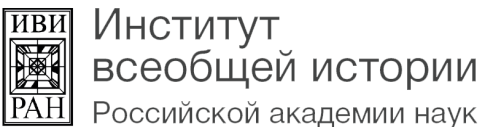 ИВИ
РАН
Институт
всеобщей истории
Российской академии наук